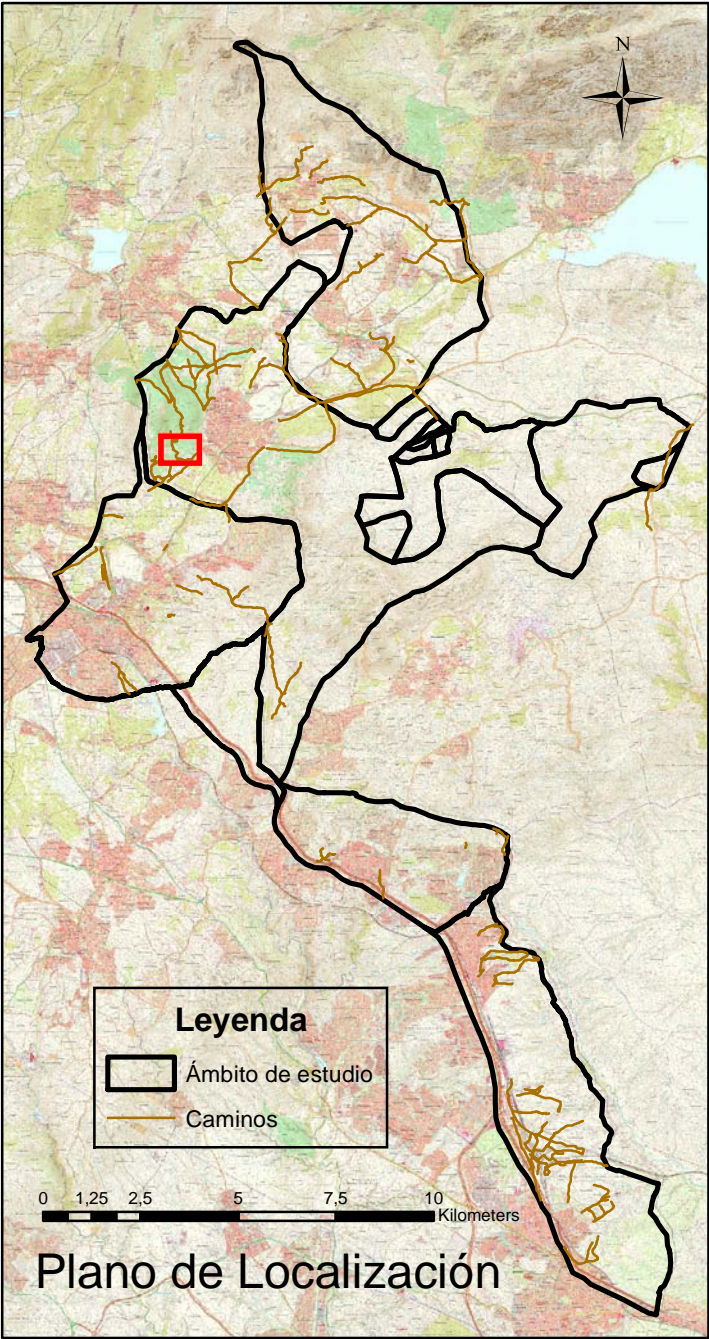 N
Leyenda
Ámbito de estudio
Caminos
0 1,25 2,5 5 7,5 10
Kilometers
Plano de Localización